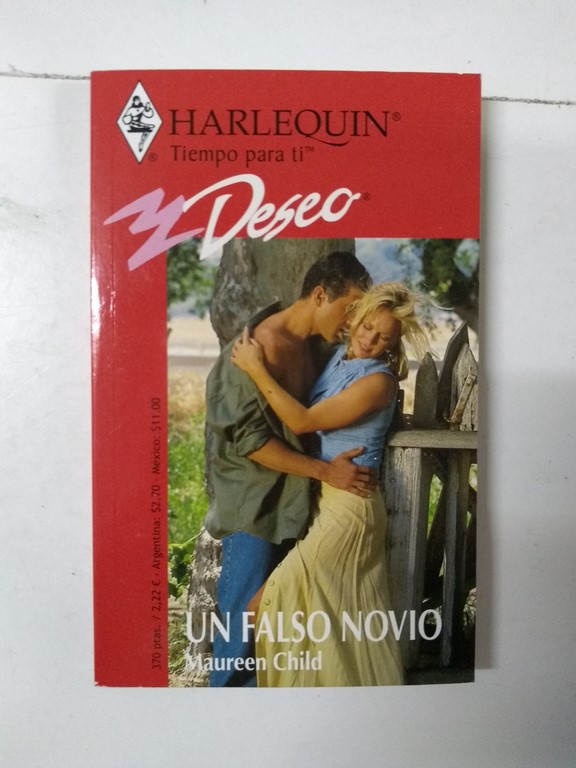 HARLEQUIN®
®
Tiempo para ti™
Deseo®
370 ptas. / 2,22 € · Argentina: $2.70 · Mexico: $11.00
UN FALSO NOVIO
Maureen Child